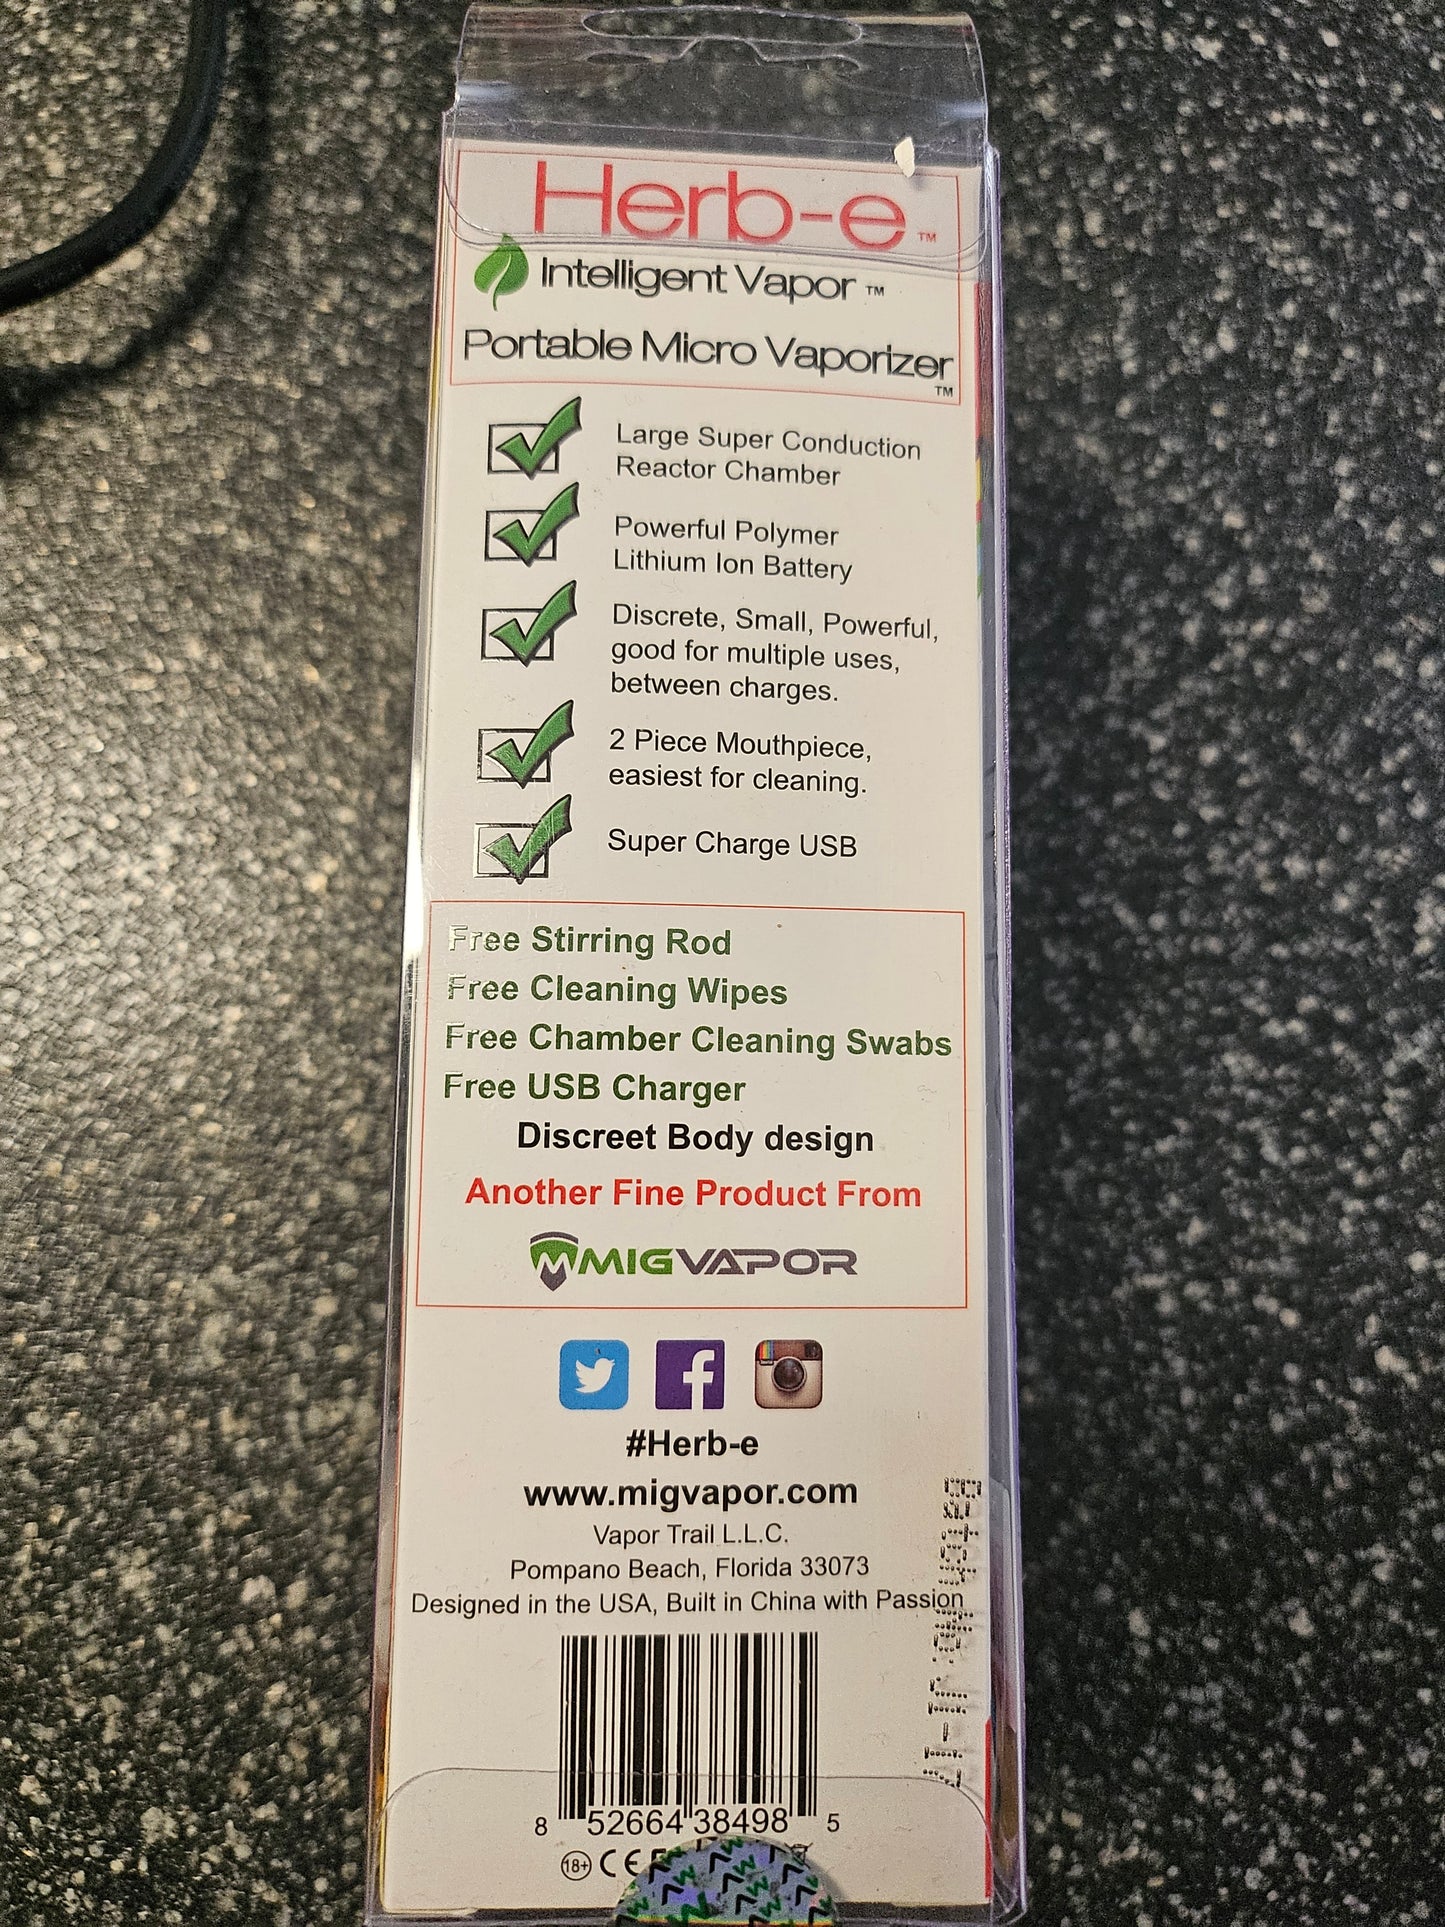 Herb-e™
Intelligent Vapor™
Portable Micro Vaporizer™
Large Super Conduction
Reactor Chamber
Powerful Polymer
Lithium Ion Battery
Discrete, Small, Powerful,
good for multiple uses,
between charges.
2 Piece Mouthpiece,
easiest for cleaning.
Super Charge USB
Free Stirring Rod
Free Cleaning Wipes
Free Chamber Cleaning Swabs
Free USB Charger
Discreet Body design
Another Fine Product From
MIGVAPOR
#Herb-e
www.migvapor.com
Vapor Trail L.L.C.
Pompano Beach, Florida 33073
Designed in the USA, Built in China with Passion
8 52664 38498 5
18+ CE